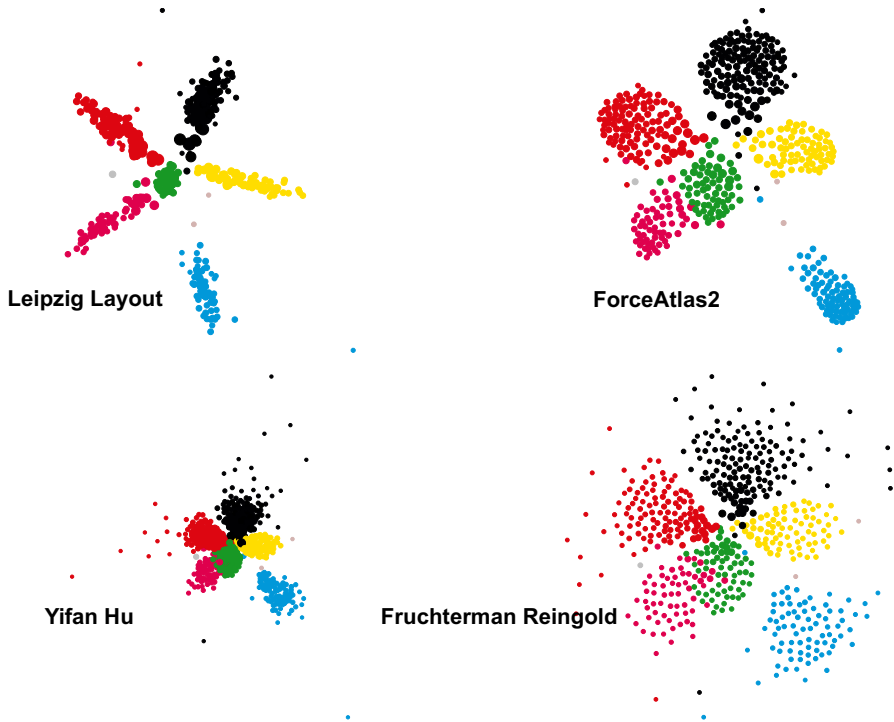 Leipzig Layout
ForceAtlas2
Yifan Hu
Fruchterman Reingold